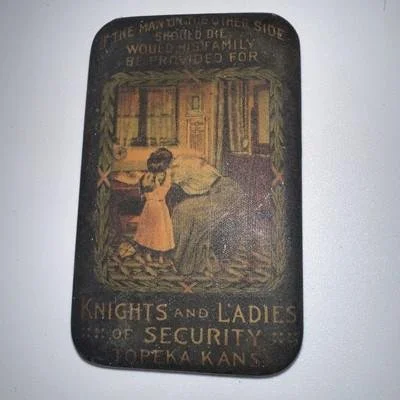 IF THE MAN ON THE OTHER SIDE
SHOULD DIE
WOULD HIS FAMILY
BE PROVIDED FOR
KNIGHTS AND LADIES
OF SECURITY
TOPEKA KANS.